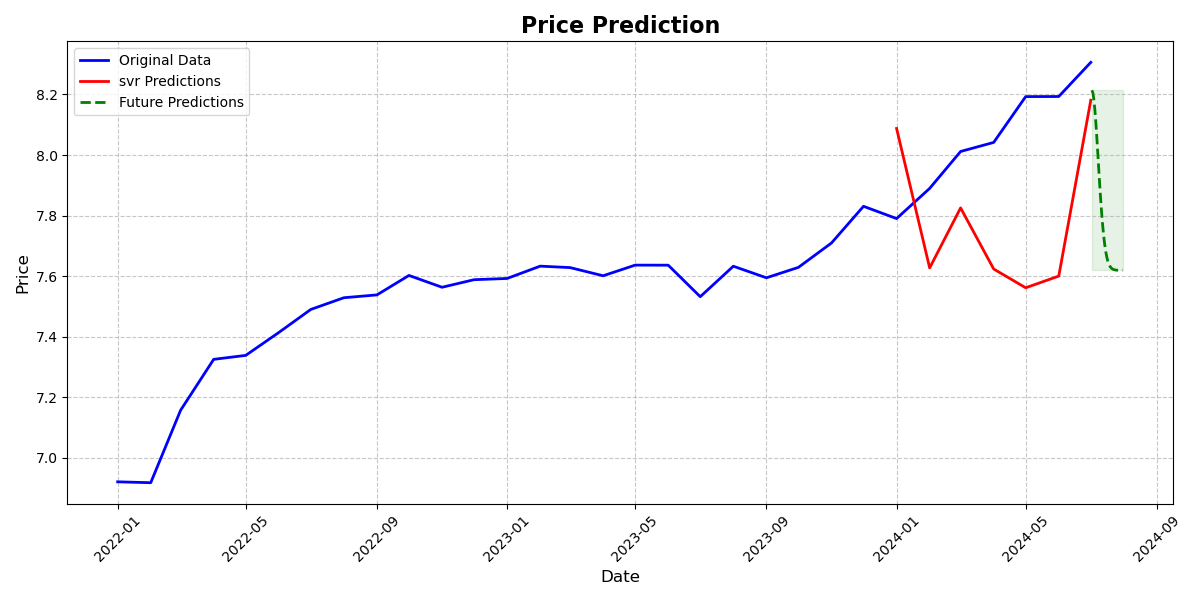 Price Prediction
Original Data
svr Predictions
Future Predictions
Price
8.2
8.0
7.8
7.6
7.4
7.2
7.0
2022-01
2022-05
2022-09
2023-01
2023-05
2023-09
2024-01
2024-05
2024-09
Date